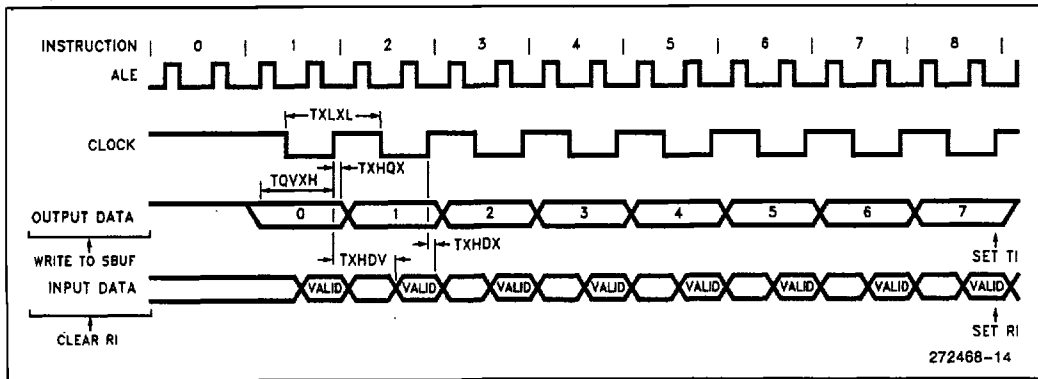 INSTRUCTION | 0 | 1 | 2 | 3 | 4 | 5 | 6 | 7 | 8 |
ALE
TXLXL
CLOCK
TQVXH
TXHQX
OUTPUT DATA 0 1 2 3 4 5 6 7
TXHDV
TXHDX
WRITE TO SBUF
SET TI
INPUT DATA VALID VALID VALID VALID VALID VALID VALID VALID
CLEAR RI
SET RI
272468-14